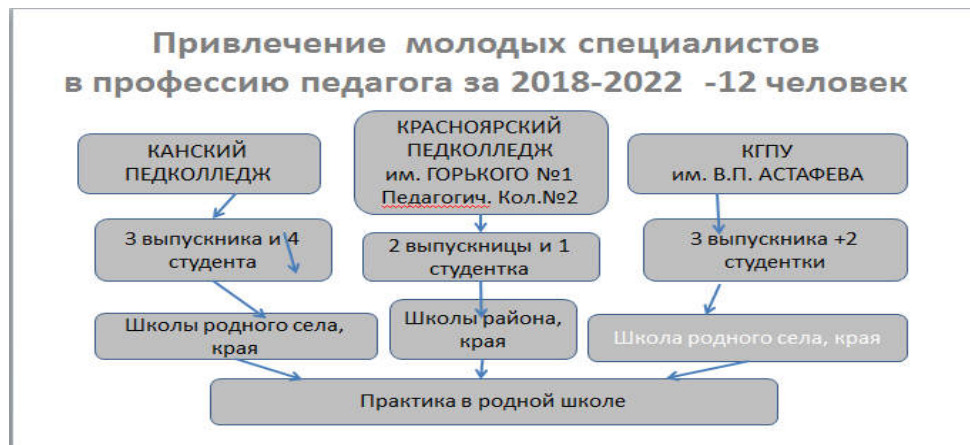 Привлечение молодых специалистов
в профессию педагога за 2018-2022 -12 человек
КАНСКИЙ
ПЕДКОЛЛЕДЖ
КРАСНОЯРСКИЙ
ПЕДКОЛЛЕДЖ
им. ГОРЬКОГО №1
Педагогич. Кол.№2
КГПУ
им. В.П. АСТАФЕВА
3 выпускника и 4
студента
2 выпускницы и 1
студентка
3 выпускника +2
студентки
Школы родного села,
края
Школы района,
края
Школа родного села, края
Практика в родной школе